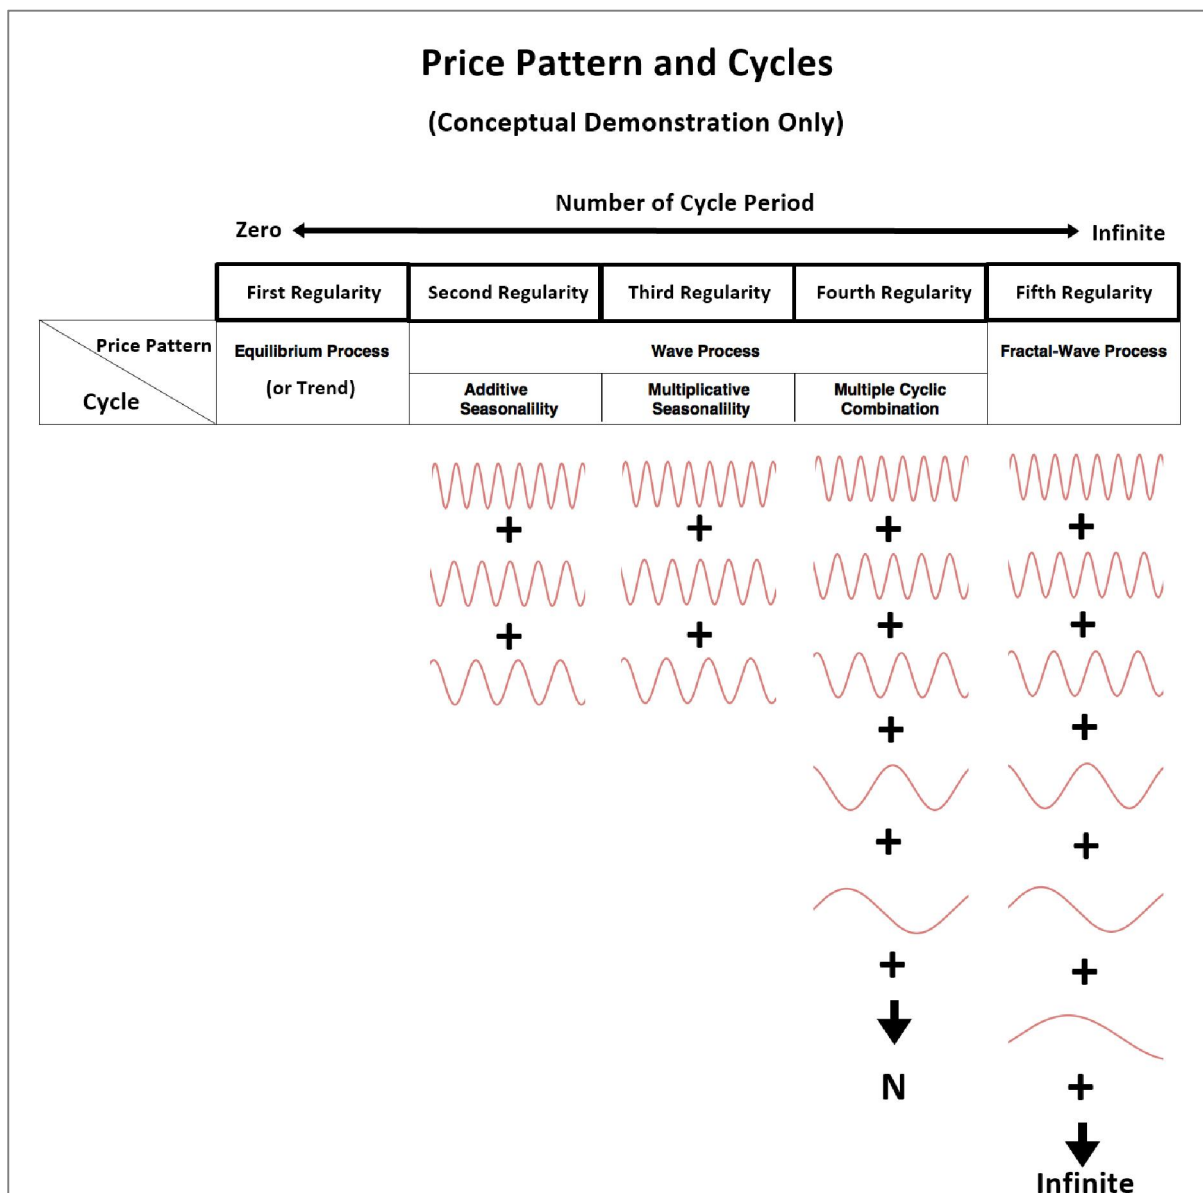 Price Pattern and Cycles
(Conceptual Demonstration Only)
Number of Cycle Period
Zero
Infinite
First Regularity
Second Regularity
Third Regularity
Fourth Regularity
Fifth Regularity
Price Pattern
Cycle
Equilibrium Process
(or Trend)
Wave Process
Fractal-Wave Process
Additive
Seasonalility
Multiplicative
Seasonalility
Multiple Cyclic
Combination
+ + + +
+ + + +
+ +
+ +
+ +
N
+
Infinite